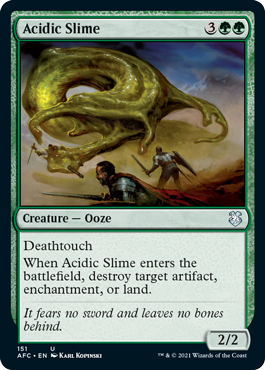 Acidic Slime 3
Creature — Ooze
Deathtouch
When Acidic Slime enters the
battlefield, destroy target artifact,
enchantment, or land.
It fears no sword and leaves no bones
behind.
2/2
151 U
AFC • EN Karl Kopinski ™ & © 2021 Wizards of the Coast